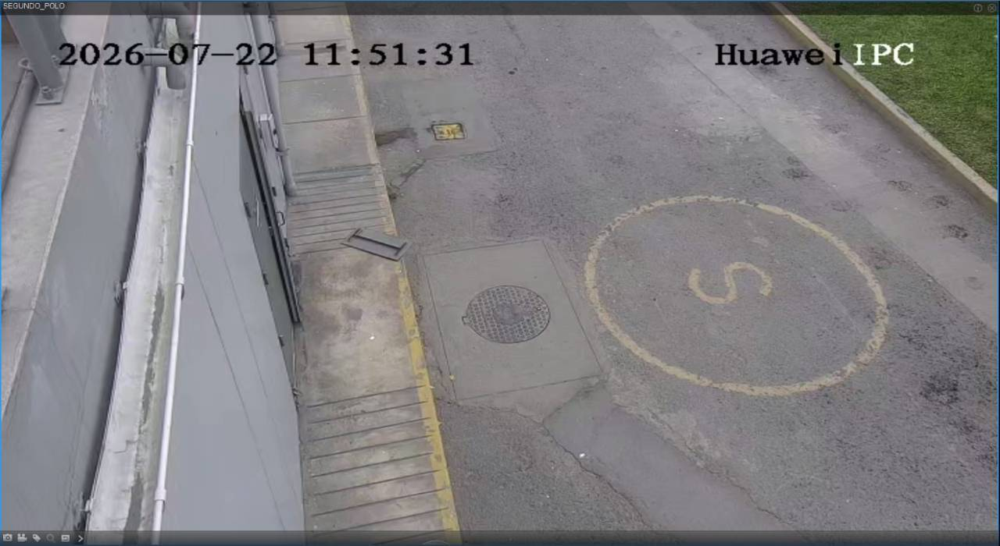 SEGUNDO_POLO
2026-07-22 11:51:31
Huawei IPC
S